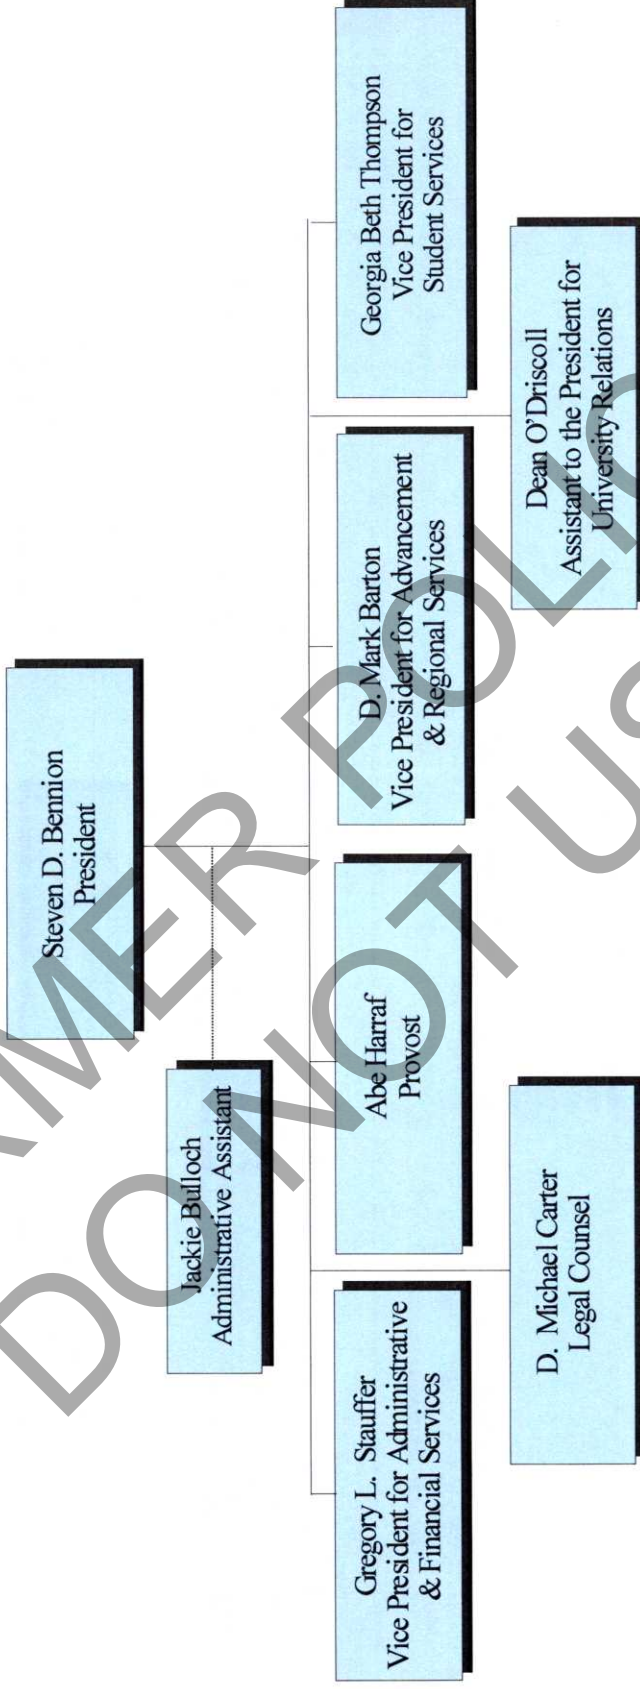 Steven D. Bennion
President
Jackie Bulloch
Administrative Assistant
Gregory L. Stauffer
Vice President for Administrative
& Financial Services
Abe Harraf
Provost
D. Mark Barton
Vice President for Advancement
& Regional Services
Georgia Beth Thompson
Vice President for
Student Services
D. Michael Carter
Legal Counsel
Dean O'Driscoll
Assistant to the President for
University Relations
DO NOT